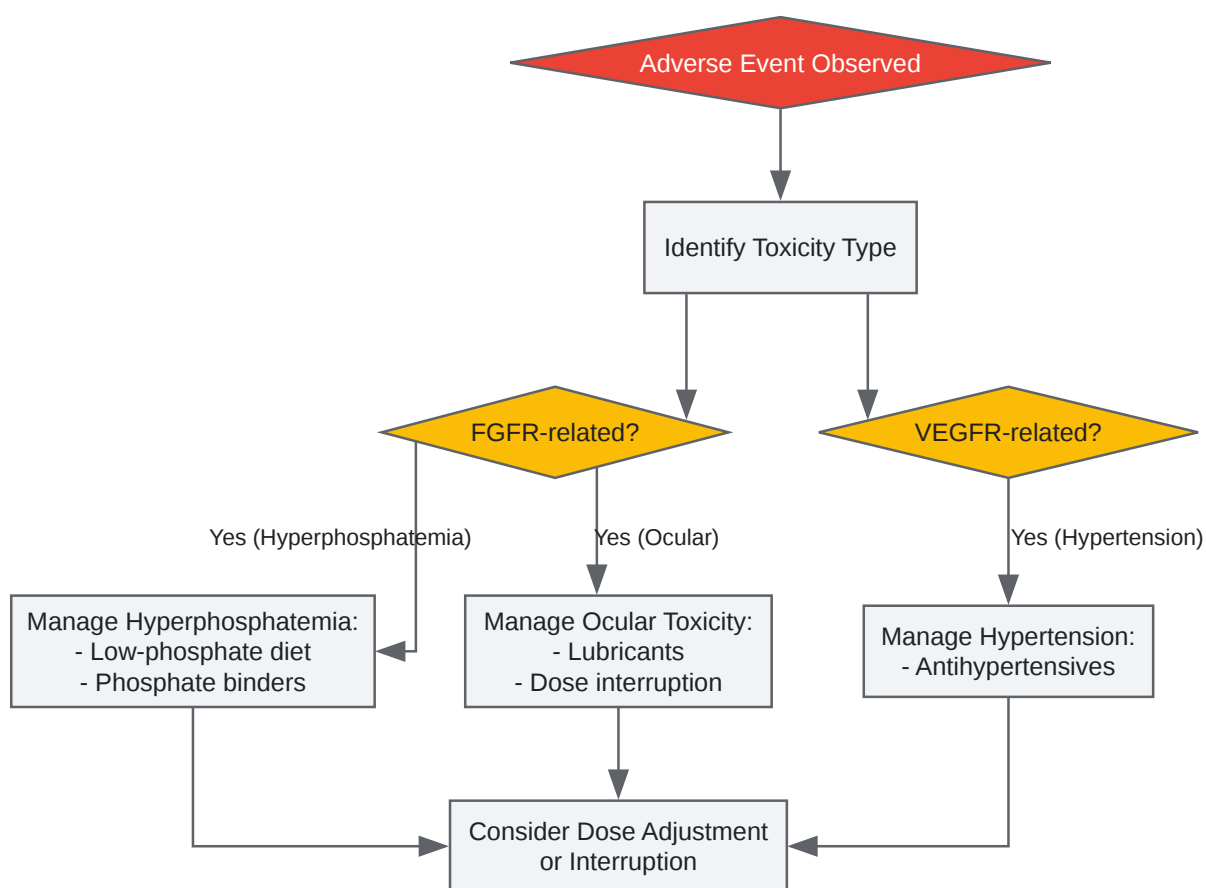 Adverse Event Observed
Identify Toxicity Type
FGFR-related?
VEGFR-related?
Yes (Hyperphosphatemia)
Yes (Ocular)
Yes (Hypertension)
Manage Hyperphosphatemia:
- Low-phosphate diet
- Phosphate binders
Manage Ocular Toxicity:
- Lubricants
- Dose interruption
Manage Hypertension:
- Antihypertensives
Consider Dose Adjustment
or Interruption